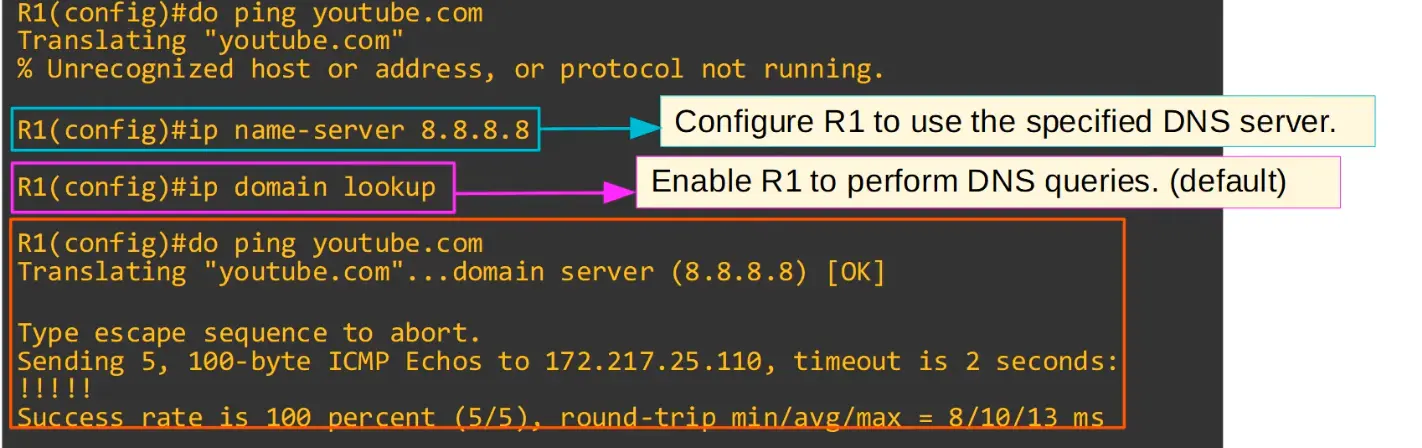 R1(config)#do ping youtube.com
Translating "youtube.com"
% Unrecognized host or address, or protocol not running.
R1(config)#ip name-server 8.8.8.8
Configure R1 to use the specified DNS server.
R1(config)#ip domain lookup
Enable R1 to perform DNS queries. (default)
R1(config)#do ping youtube.com
Translating "youtube.com"...domain server (8.8.8.8) [OK]
Type escape sequence to abort.
Sending 5, 100-byte ICMP Echos to 172.217.25.110, timeout is 2 seconds:
!!!!!
Success rate is 100 percent (5/5), round-trip min/avg/max = 8/10/13 ms